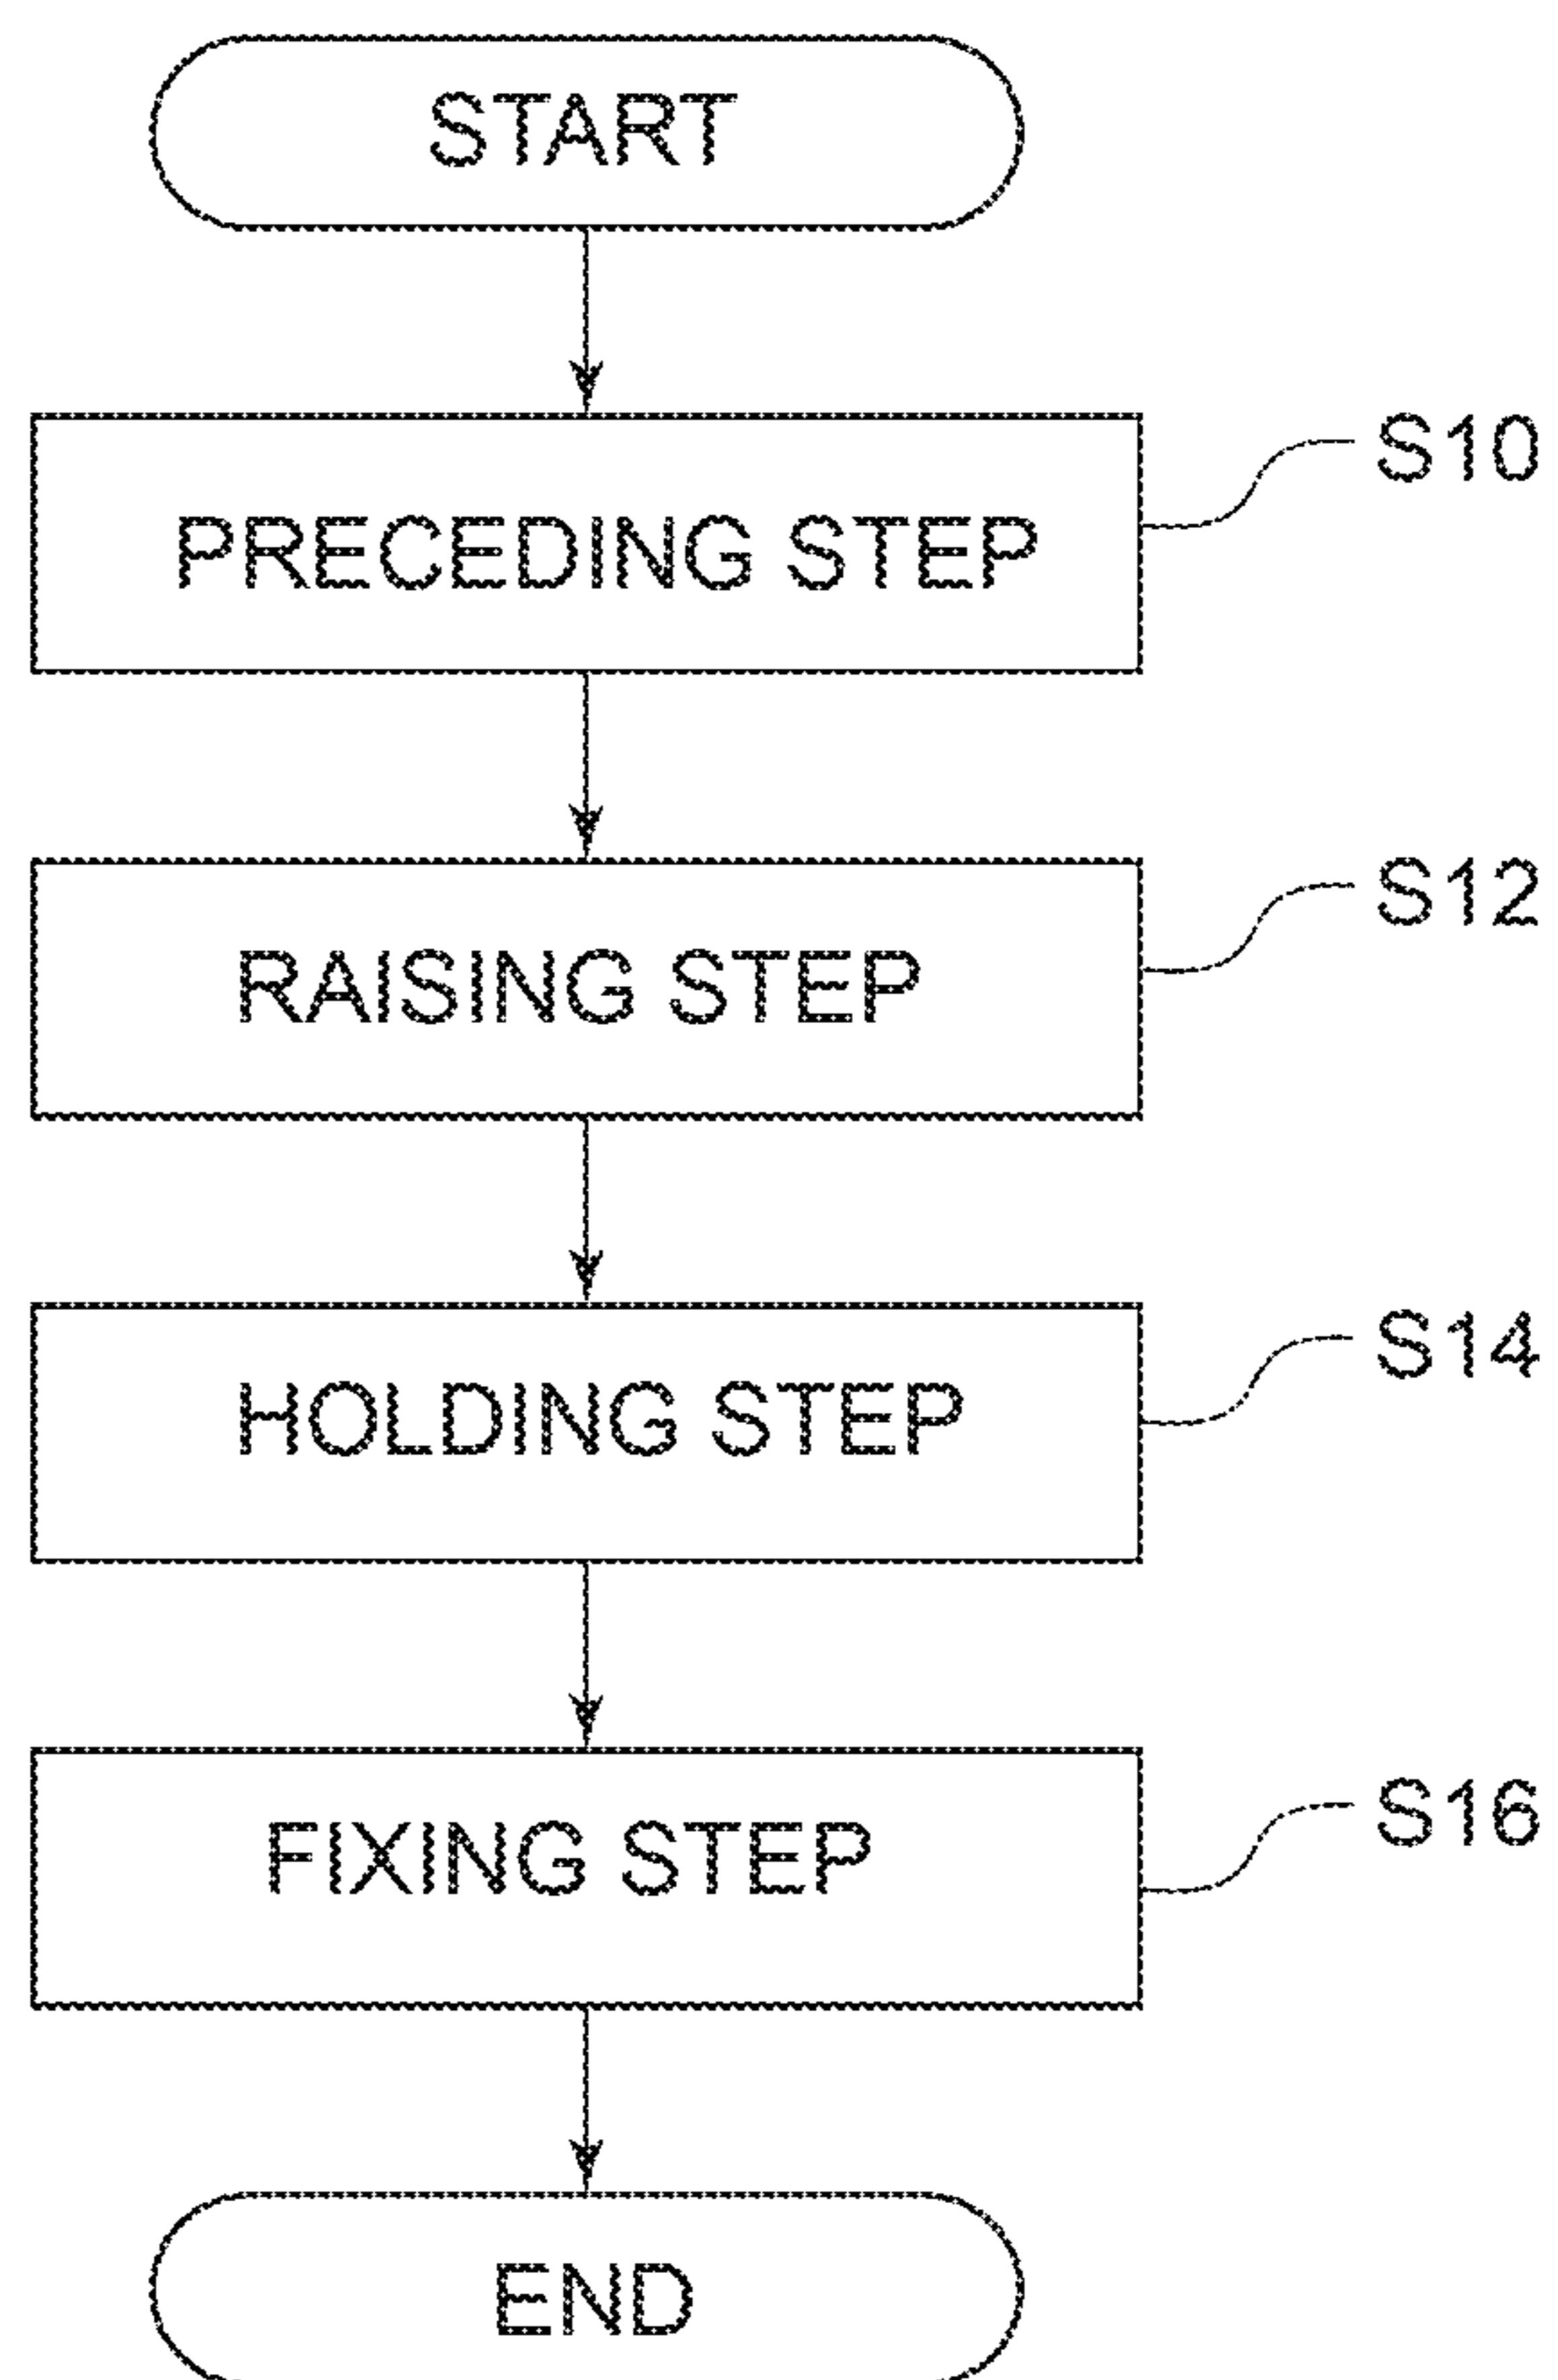 START
PRECEDING STEP
S10
RAISING STEP
S12
HOLDING STEP
S14
FIXING STEP
S16
END